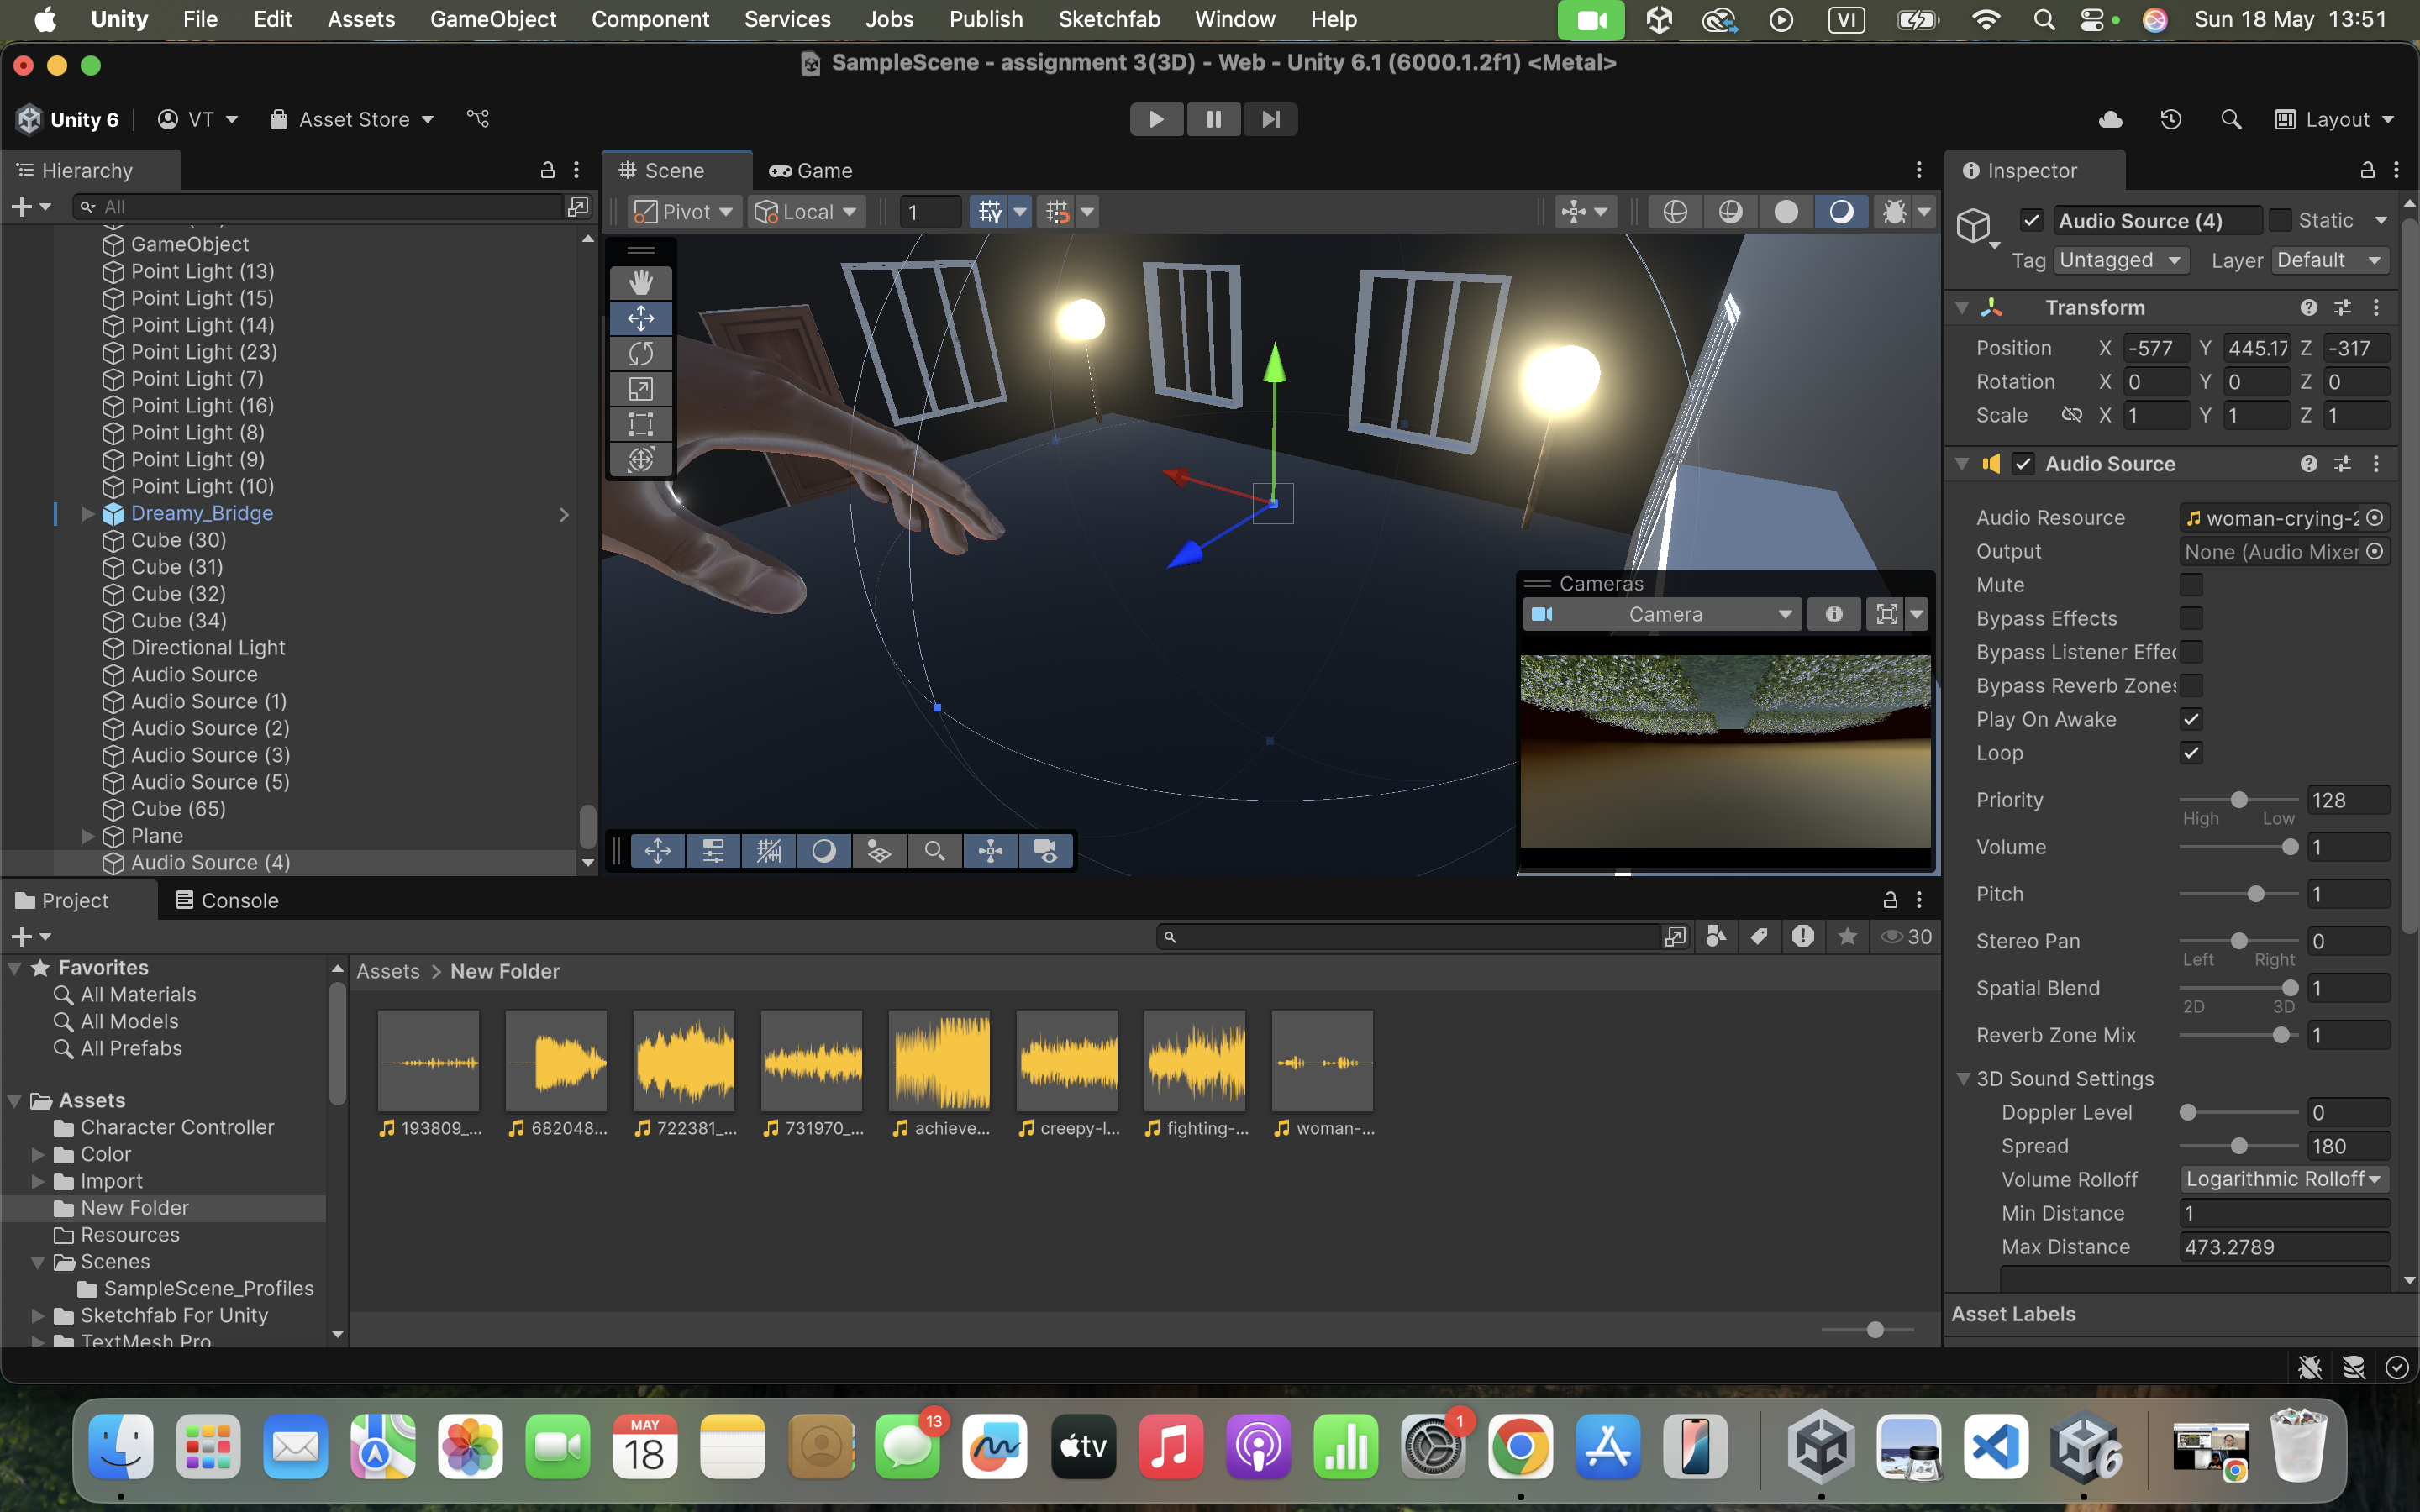 Unity File Edit Assets GameObject Component Services Jobs Publish Sketchfab Window Help VI Sun 18 May 13:51
SampleScene - assignment 3(3D) - Web - Unity 6.1 (6000.1.2f1) <Metal>
Unity 6 VT Asset Store Layout
Hierarchy
All
GameObject
Point Light (13)
Point Light (15)
Point Light (14)
Point Light (23)
Point Light (7)
Point Light (16)
Point Light (8)
Point Light (9)
Point Light (10)
Dreamy_Bridge
Cube (30)
Cube (31)
Cube (32)
Cube (34)
Directional Light
Audio Source
Audio Source (1)
Audio Source (2)
Audio Source (3)
Audio Source (5)
Cube (65)
Plane
Audio Source (4)
Scene Game
Pivot Local 1
Cameras
Camera
Inspector
Audio Source (4) Static
Tag Untagged Layer Default
Transform
Position X -577 Y 445.17 Z -317
Rotation X 0 Y 0 Z 0
Scale X 1 Y 1 Z 1
Audio Source
Audio Resource woman-crying-2
Output None (Audio Mixer
Mute
Bypass Effects
Bypass Listener Effec
Bypass Reverb Zones
Play On Awake
Loop
Priority 128
High Low
Volume 1
Pitch 1
Stereo Pan 0
Left Right
Spatial Blend 1
2D 3D
Reverb Zone Mix 1
3D Sound Settings
Doppler Level 0
Spread 180
Volume Rolloff Logarithmic Rolloff
Min Distance 1
Max Distance 473.2789
Asset Labels
Project Console
30
Favorites
All Materials
All Models
All Prefabs
Assets
Character Controller
Color
Import
New Folder
Resources
Scenes
SampleScene_Profiles
Sketchfab For Unity
TextMesh Pro
Assets > New Folder
193809_... 682048... 722381_... 731970_... achieve... creepy-l... fighting-... woman-...
MAY
18
13
tv
1
6